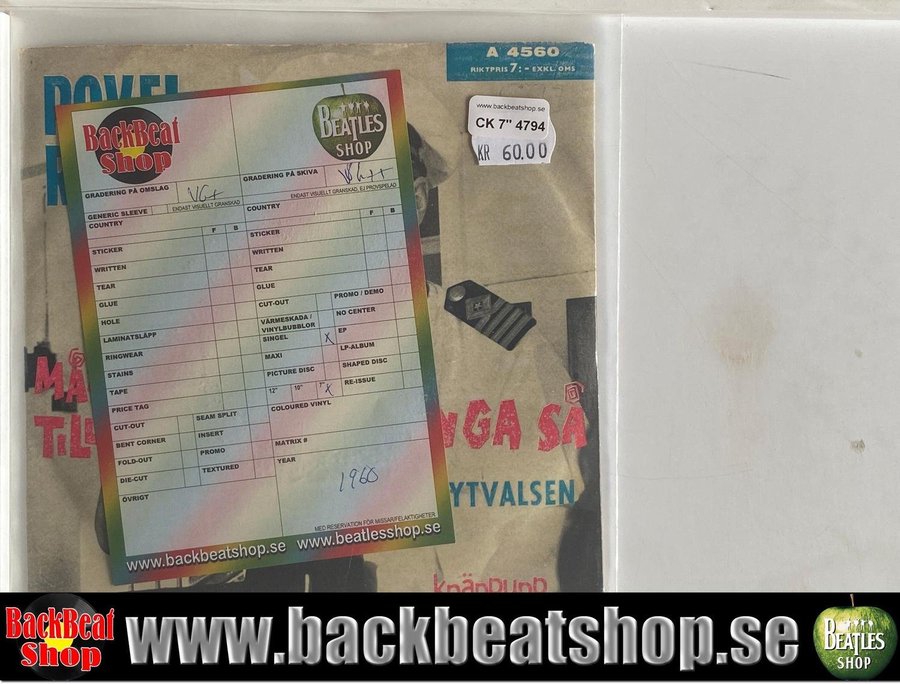 POVEL
A 4560
RIKTPRIS 7:- EXKL. OMS
www.backbeatshop.se
CK 7" 4794
KR 60.00
BackBeat
Shop
BEATLES
SHOP
GRADERING PÅ OMSLAG VG+
ENDAST VISUELLT GRANSKAD
GENERIC SLEEVE
COUNTRY
F B
STICKER
WRITTEN
TEAR
GLUE
HOLE
LAMINATSLÄPP
RINGWEAR
STAINS
TAPE
PRICE TAG
CUT-OUT SEAM SPLIT
BENT CORNER INSERT
FOLD-OUT PROMO
DIE-CUT TEXTURED
ÖVRIGT
GRADERING PÅ SKIVA VG++
ENDAST VISUELLT GRANSKAD, EJ PROVSPELAD
COUNTRY
F B
STICKER
WRITTEN
TEAR
GLUE
CUT-OUT PROMO / DEMO
VÄRMESKADA /
VINYLBUBBLOR NO CENTER
SINGEL X EP
MAXI LP-ALBUM
PICTURE DISC SHAPED DISC
12" 10" 7" X RE-ISSUE
COLOURED VINYL
MATRIX #
YEAR
1960
MED RESERVATION FÖR MISSAR/FELAKTIGHETER.
www.backbeatshop.se www.beatlesshop.se
MÅ
TILL NGA SÅ
YTVALSEN
knäppupp
BackBeat
Shop
www.backbeatshop.se
BEATLES
SHOP